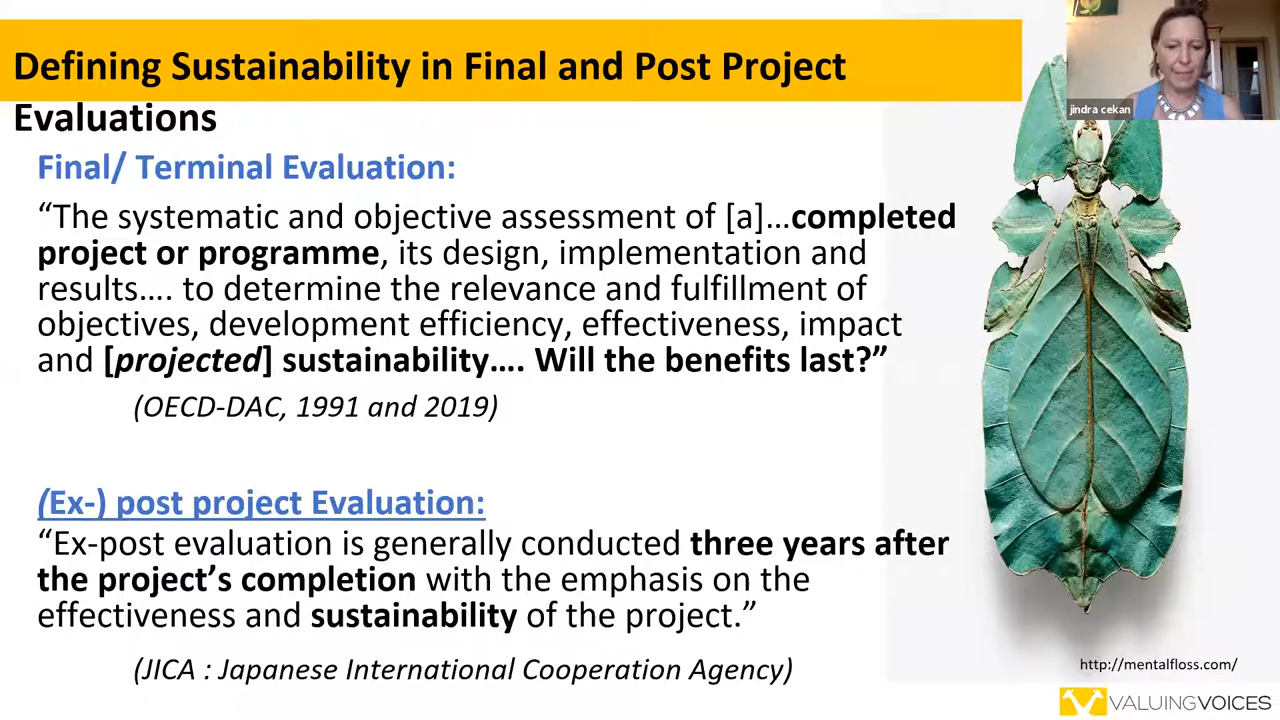 Defining Sustainability in Final and Post Project
Evaluations
jindra cekan
Final/ Terminal Evaluation:
“The systematic and objective assessment of [a]…completed
project or programme, its design, implementation and
results…. to determine the relevance and fulfillment of
objectives, development efficiency, effectiveness, impact
and [projected] sustainability…. Will the benefits last?”
(OECD-DAC, 1991 and 2019)
(Ex-) post project Evaluation:
“Ex-post evaluation is generally conducted three years after
the project’s completion with the emphasis on the
effectiveness and sustainability of the project.”
(JICA : Japanese International Cooperation Agency)
http://mentalfloss.com/
VALUINGVOICES